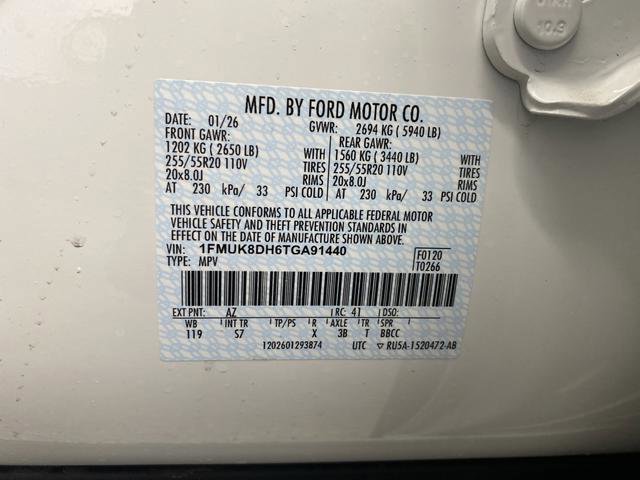 10.9
MFD. BY FORD MOTOR CO.
DATE: 01/26 GVWR: 2694 KG ( 5940 LB)
FRONT GAWR: REAR GAWR:
1202 KG ( 2650 LB) WITH 1560 KG ( 3440 LB) WITH
255/55R20 110V TIRES 255/55R20 110V TIRES
20x8.0J RIMS 20x8.0J RIMS
AT 230 kPa/ 33 PSI COLD AT 230 kPa/ 33 PSI COLD
THIS VEHICLE CONFORMS TO ALL APPLICABLE FEDERAL MOTOR
VEHICLE SAFETY AND THEFT PREVENTION STANDARDS IN
EFFECT ON THE DATE OF MANUFACTURE SHOWN ABOVE.
VIN: 1FMUK8DH6TGA91440 F0120
TYPE: MPV T0266
EXT PNT: AZ RC: 41 DSO:
WB INT TR TP/PS R AXLE TR SPR
119 S7 X 3B T BBCC
1202601293874 UTC ▽ RU5A-1520472-AB